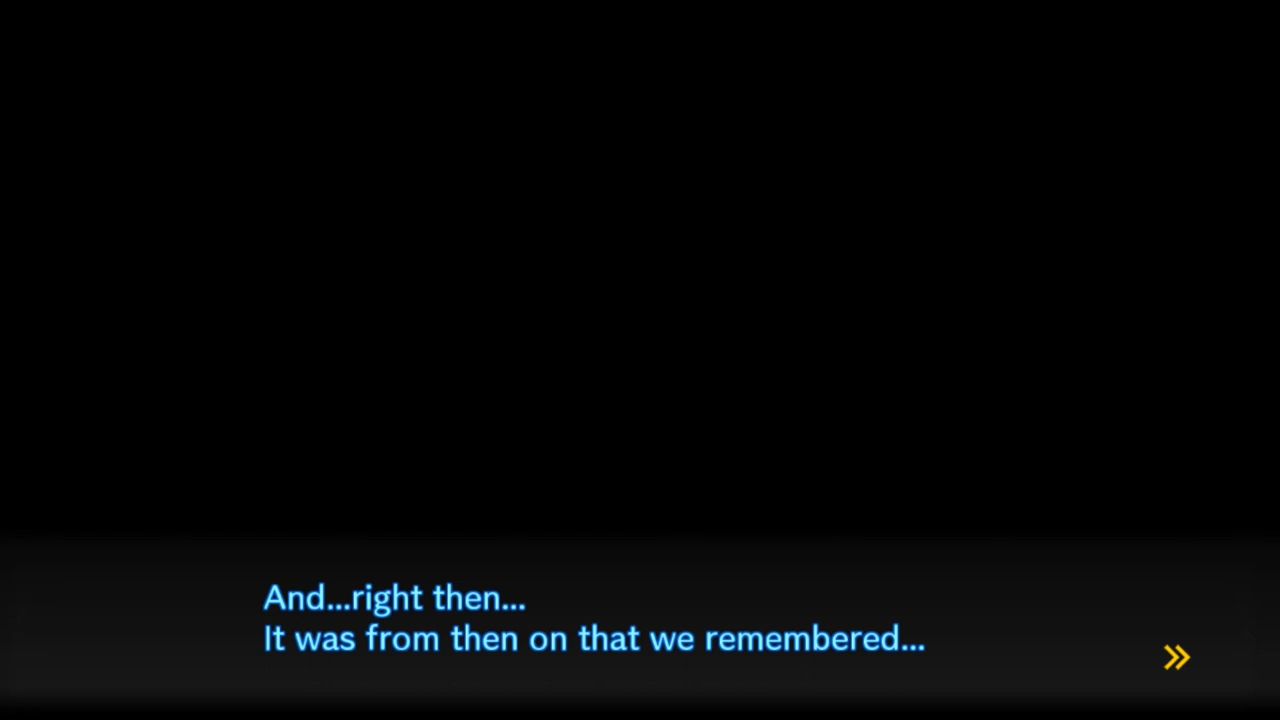 And...right then...
It was from then on that we remembered...